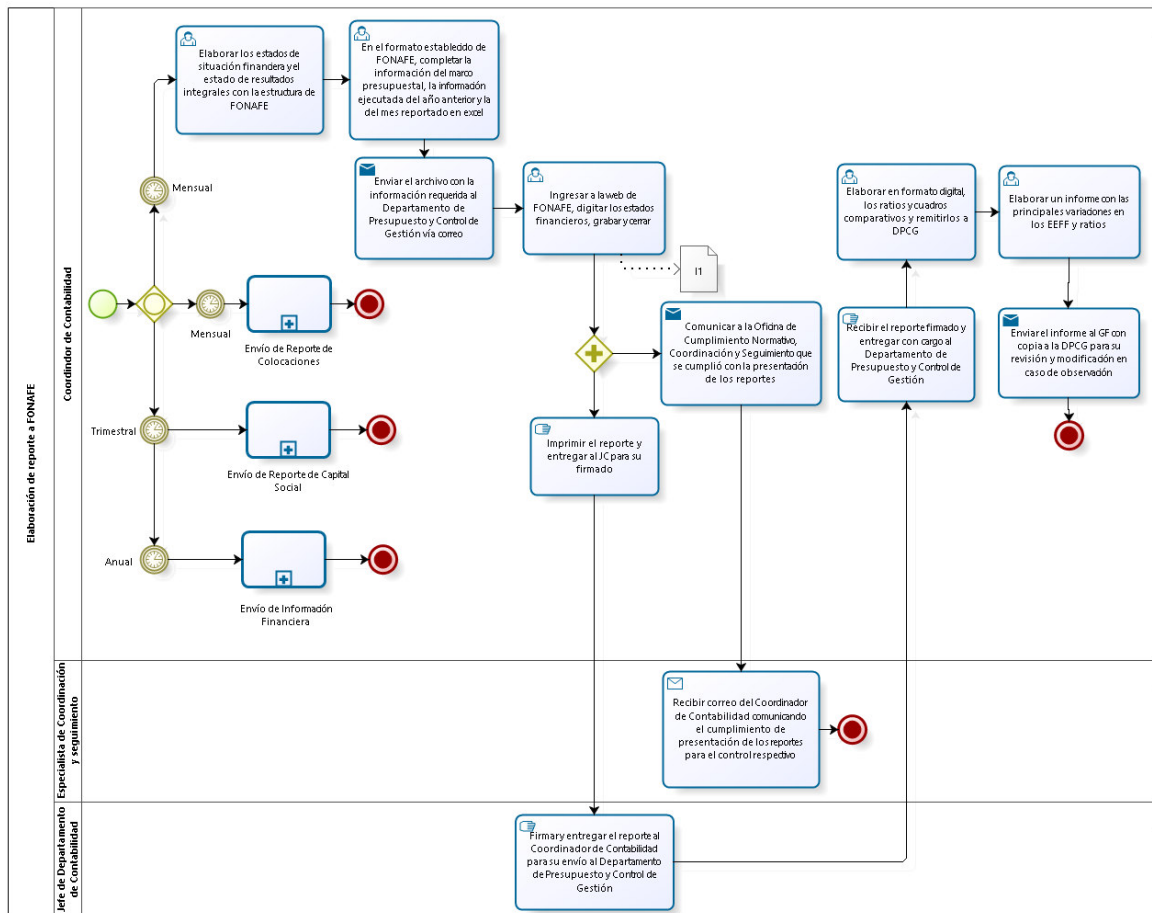 Elaboración de reporte a FONAFE
Coordindor de Contabilidad
Elaborar los estados de
situación financiera y el
estado de resultados
integrales con la estructura de
FONAFE
En el formato establecido de
FONAFE, completar la
información del marco
presupuestal, la información
ejecutada del año anterior y la
del mes reportado en excel
Mensual
Enviar el archivo con la
información requerida al
Departamento de
Presupuesto y Control de
Gestión vía correo
Ingresar a la web de
FONAFE, digitar los estados
financieros, grabar y cerrar
I1
Elaborar en formato digital,
los ratios y cuadros
comparativos y remitirlos a
DPCG
Elaborar un informe con las
principales variaciones en
los EEFF y ratios
Mensual
Envío de Reporte de
Colocaciones
Comunicar a la Oficina de
Cumplimiento Normativo,
Coordinación y Seguimiento que
se cumplió con la presentación
de los reportes
Recibir el reporte firmado y
entregar con cargo al
Departamento de
Presupuesto y Control de
Gestión
Enviar el informe al GF con
copia a la DPCG para su
revisión y modificación en
caso de observación
Trimestral
Envío de Reporte de Capital
Social
Imprimir el reporte y
entregar al JC para su
firmado
Anual
Envío de Información
Financiera
Especialista de Coordinación
y seguimiento
Recibir correo del Coordinador
de Contabilidad comunicando
el cumplimiento de
presentación de los reportes
para el control respectivo
Jefe de Departamento
de Contabilidad
Firmar y entregar el reporte al
Coordinador de Contabilidad
para su envío al Departamento
de Presupuesto y Control de
Gestión